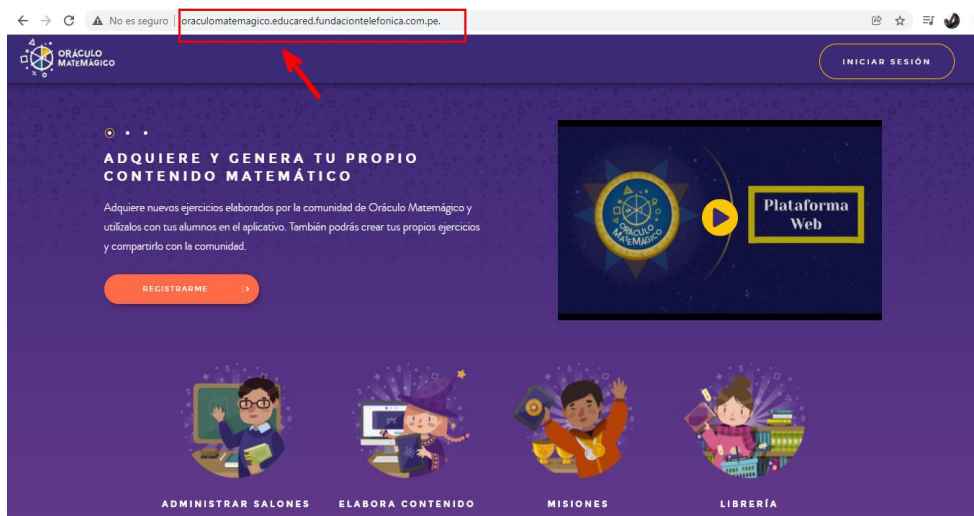 No es seguro oraculomatemagico.educared.fundaciontelefonica.com.pe.
ORÁCULO
MATEMÁGICO
INICIAR SESIÓN
ADQUIERE Y GENERA TU PROPIO
CONTENIDO MATEMÁTICO
Adquiere nuevos ejercicios elaborados por la comunidad de Oráculo Matemágico y
utilízalos con tus alumnos en el aplicativo. También podrás crear tus propios ejercicios
y compartirlo con la comunidad.
REGISTRARME
ORÁCULO
MATEMÁGICO
Plataforma
Web
ADMINISTRAR SALONES
ELABORA CONTENIDO
MISIONES
LIBRERÍA